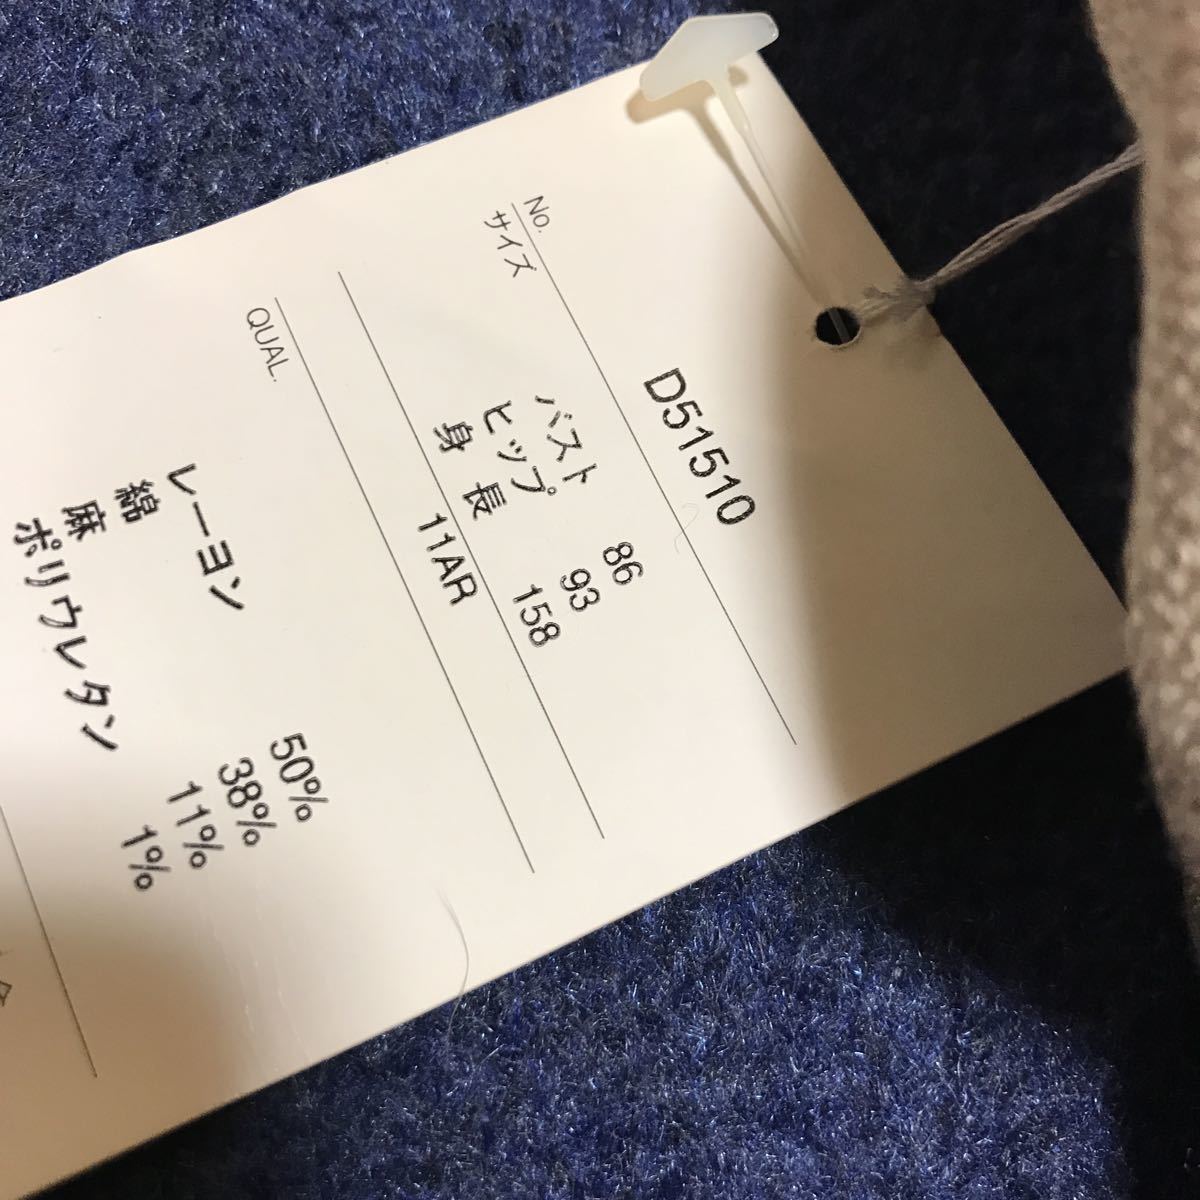 No. D51510
サイズ
バスト 86
ヒップ 93
身長 158
11AR
QUAL.
レーヨン 50%
綿 38%
麻 11%
ポリウレタン 1%